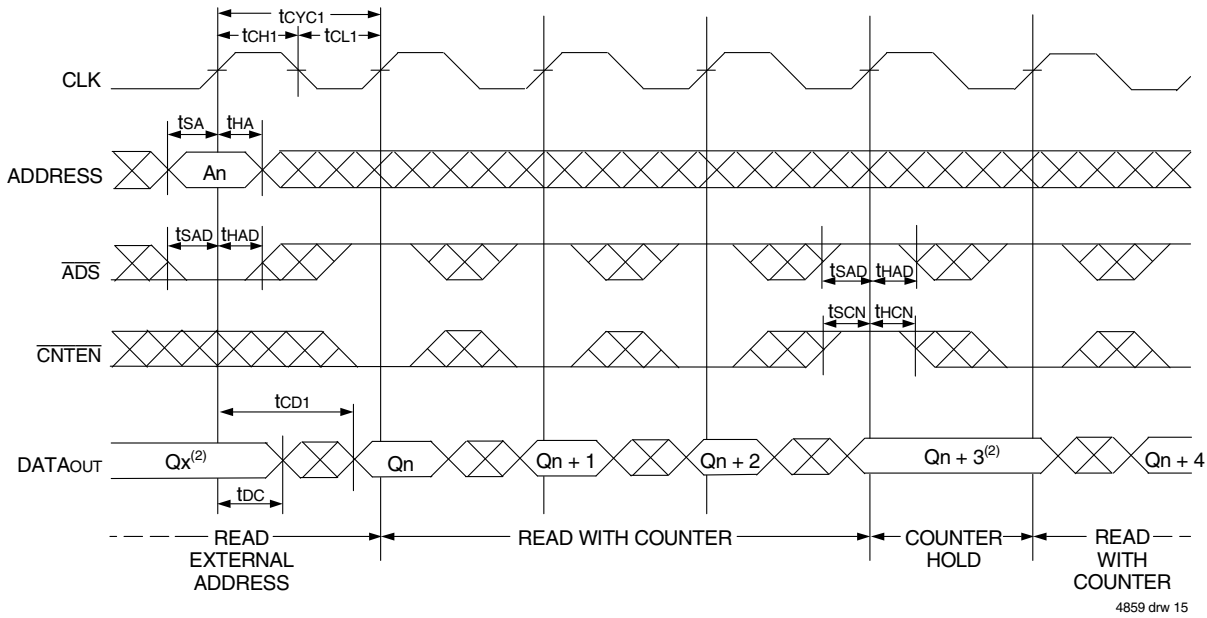 tCYC1
tCH1 tCL1
CLK
tSA tHA
ADDRESS An
tSAD tHAD
ADS
tSAD tHAD
tSCN tHCN
CNTEN
tCD1
DATAOUT Qx(2) Qn Qn + 1 Qn + 2 Qn + 3(2) Qn + 4
tDC
READ EXTERNAL ADDRESS
READ WITH COUNTER
COUNTER HOLD
READ WITH COUNTER
4859 drw 15